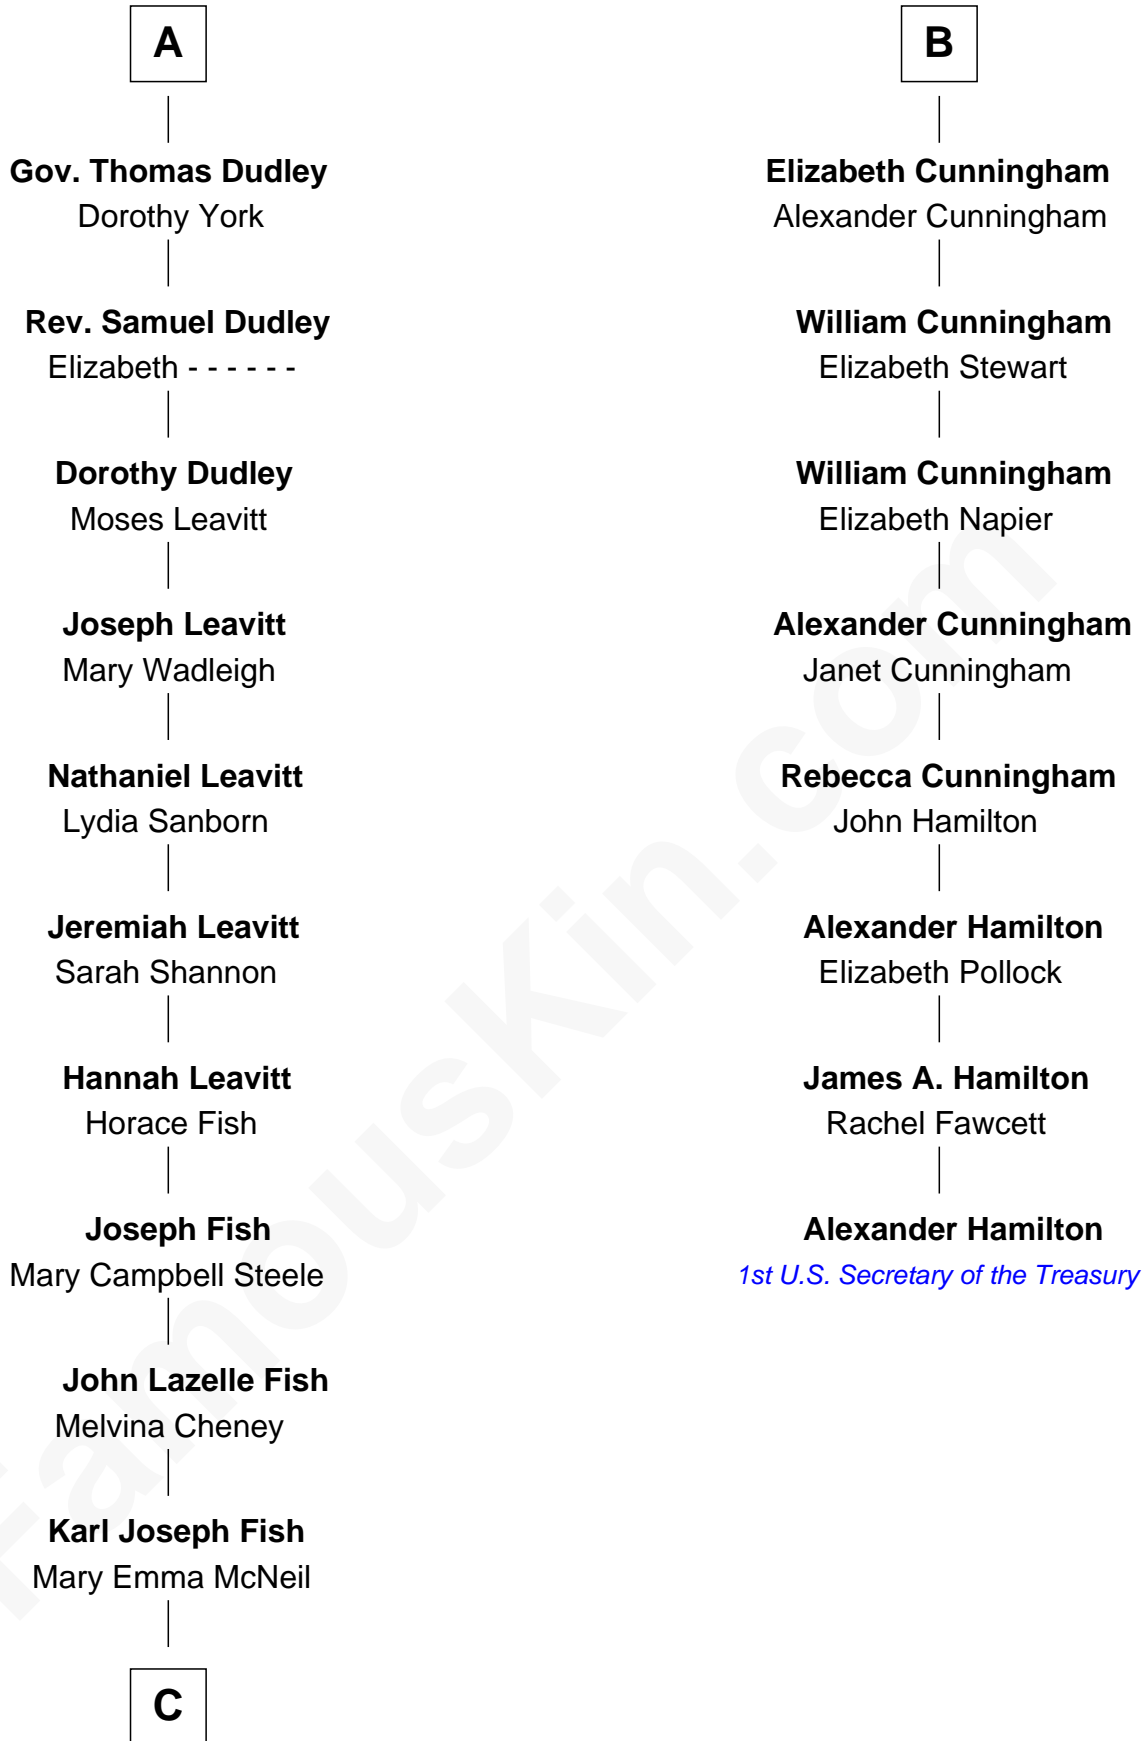 A
Gov. Thomas Dudley
Dorothy York
Rev. Samuel Dudley
Elizabeth - - - - - -
Dorothy Dudley
Moses Leavitt
Joseph Leavitt
Mary Wadleigh
Nathaniel Leavitt
Lydia Sanborn
Jeremiah Leavitt
Sarah Shannon
Hannah Leavitt
Horace Fish
Joseph Fish
Mary Campbell Steele
John Lazelle Fish
Melvina Cheney
Karl Joseph Fish
Mary Emma McNeil
C
B
Elizabeth Cunningham
Alexander Cunningham
William Cunningham
Elizabeth Stewart
William Cunningham
Elizabeth Napier
Alexander Cunningham
Janet Cunningham
Rebecca Cunningham
John Hamilton
Alexander Hamilton
Elizabeth Pollock
James A. Hamilton
Rachel Fawcett
Alexander Hamilton
1st U.S. Secretary of the Treasury
FamousKin.com